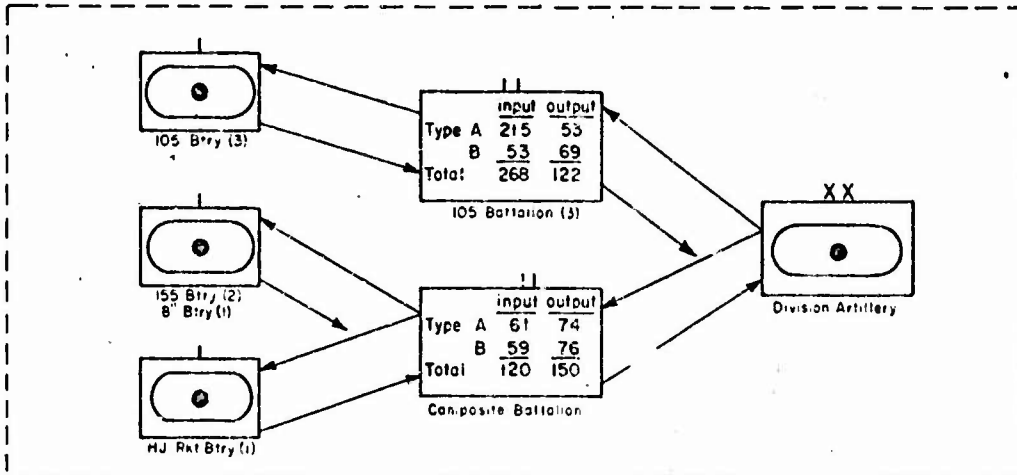 105 Btry (3)
input output
Type A 215 53
B 53 69
Total 268 122
105 Battalion (3)
155 Btry (2)
8" Btry (1)
input output
Type A 61 74
B 59 76
Total 120 150
Composite Battalion
HJ Rkt Btry (1)
XX
Division Artillery